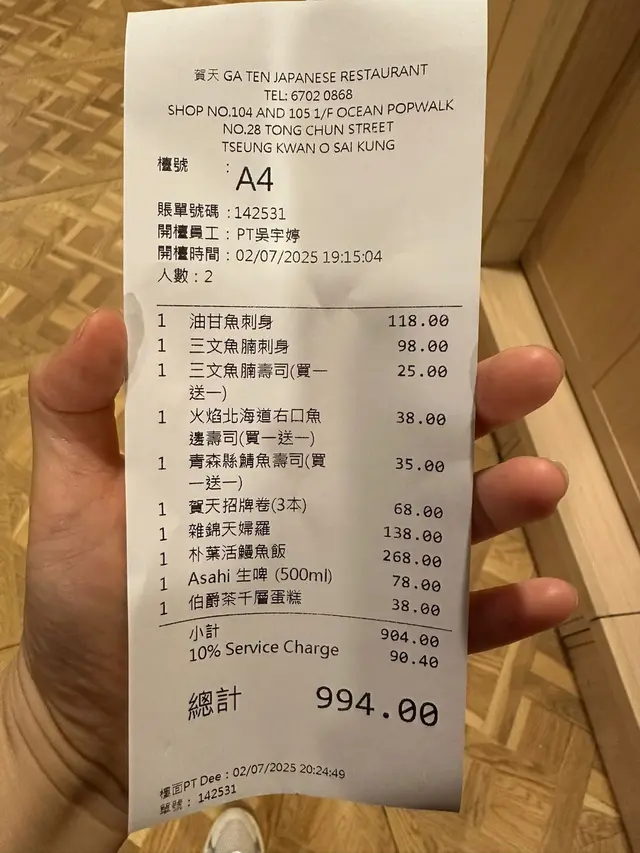 賀天 GA TEN JAPANESE RESTAURANT
TEL: 6702 0868
SHOP NO.104 AND 105 1/F OCEAN POPWALK
NO.28 TONG CHUN STREET
TSEUNG KWAN O SAI KUNG
檯號 : A4
賬單號碼 : 142531
開檯員工 : PT吳宇婷
開檯時間 : 02/07/2025 19:15:04
人數 : 2
1 油甘魚刺身 118.00
1 三文魚腩刺身 98.00
1 三文魚腩壽司(買一 25.00
送一)
1 火焰北海道右口魚 38.00
邊壽司(買一送一)
1 青森縣鯖魚壽司(買 35.00
一送一)
1 賀天招牌卷(3本) 68.00
1 雜錦天婦羅 138.00
1 朴葉活鰻魚飯 268.00
1 Asahi 生啤 (500ml) 78.00
1 伯爵茶千層蛋糕 38.00
小計 904.00
10% Service Charge 90.40
總計 994.00
樓面PT Dee : 02/07/2025 20:24:49
單號 : 142531